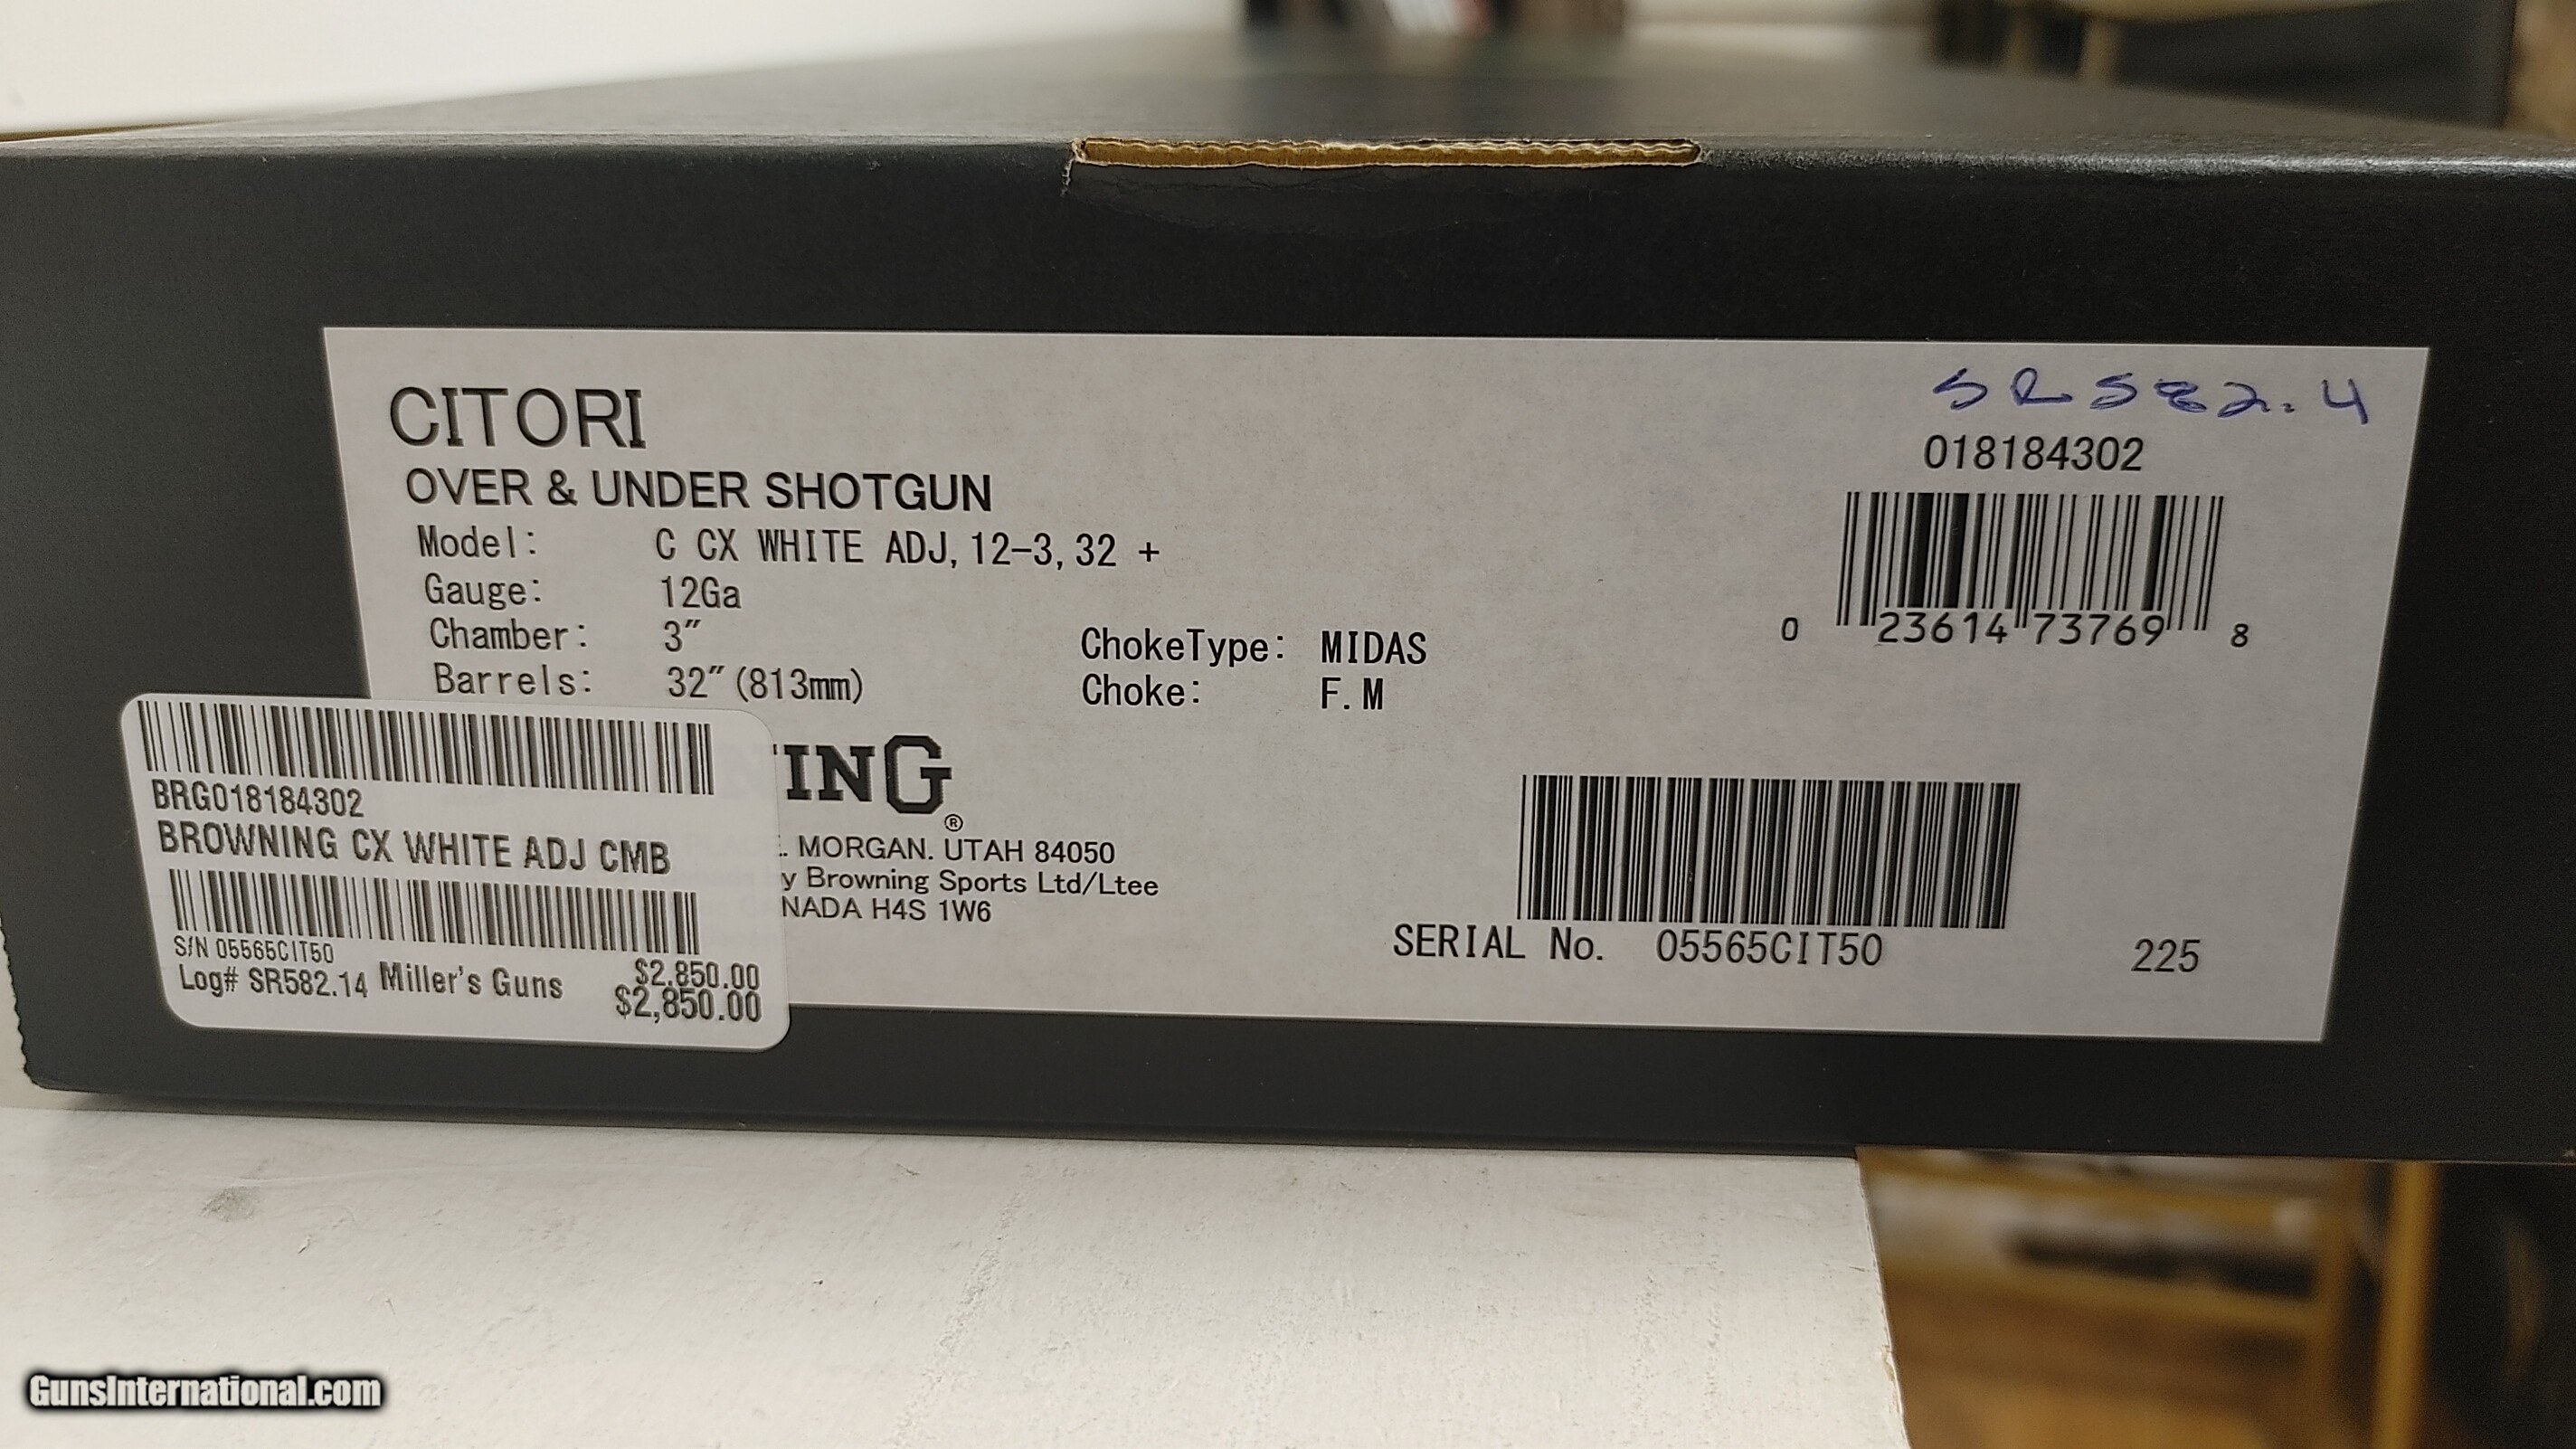 SR582.4
CITORI
018184302
OVER & UNDER SHOTGUN
Model: C CX WHITE ADJ, 12-3, 32 +
Gauge: 12Ga
Chamber: 3"
Barrels: 32"(813mm)
ChokeType: MIDAS
Choke: F.M
0 23614 73769 8
ING®
MORGAN. UTAH 84050
y Browning Sports Ltd/Ltee
NADA H4S 1W6
SERIAL No. 05565CIT50
225
BRG018184302
BROWNING CX WHITE ADJ CMB
S/N 05565CIT50
$2,850.00
Log# SR582.14 Miller's Guns $2,850.00
GunsInternational.com